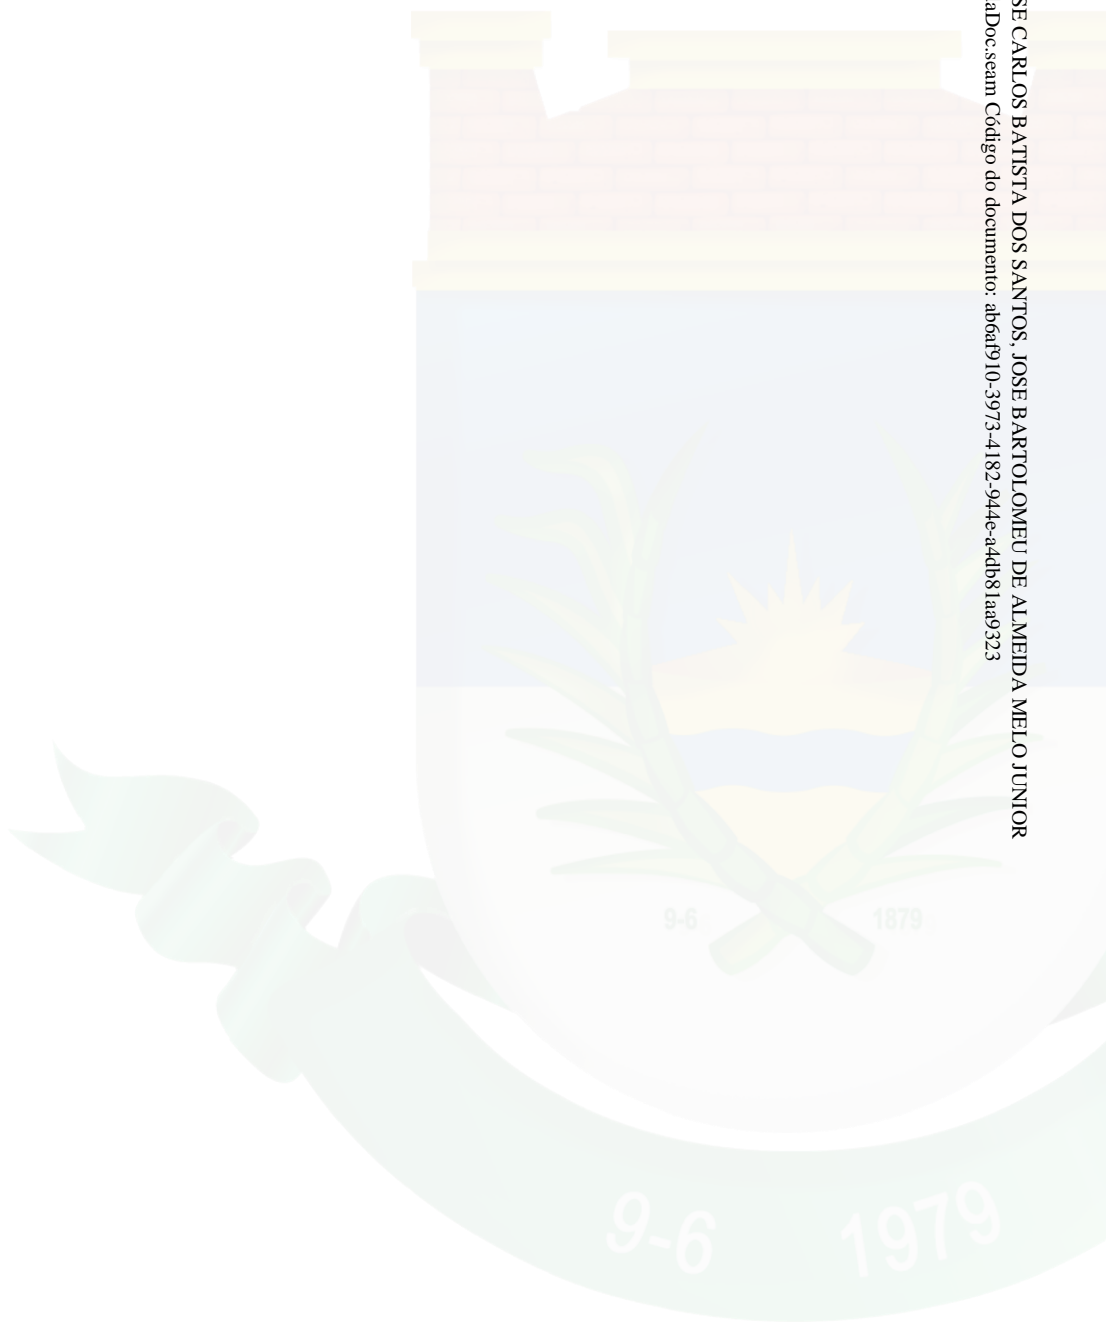 SE CARLOS BATISTA DOS SANTOS, JOSE BARTOLOMEU DE ALMEIDA MELO JUNIOR
aDoc.seam Código do documento: ab6af910-3973-4182-944e-a4db81aa9323
9-6 1879
9-6 1979